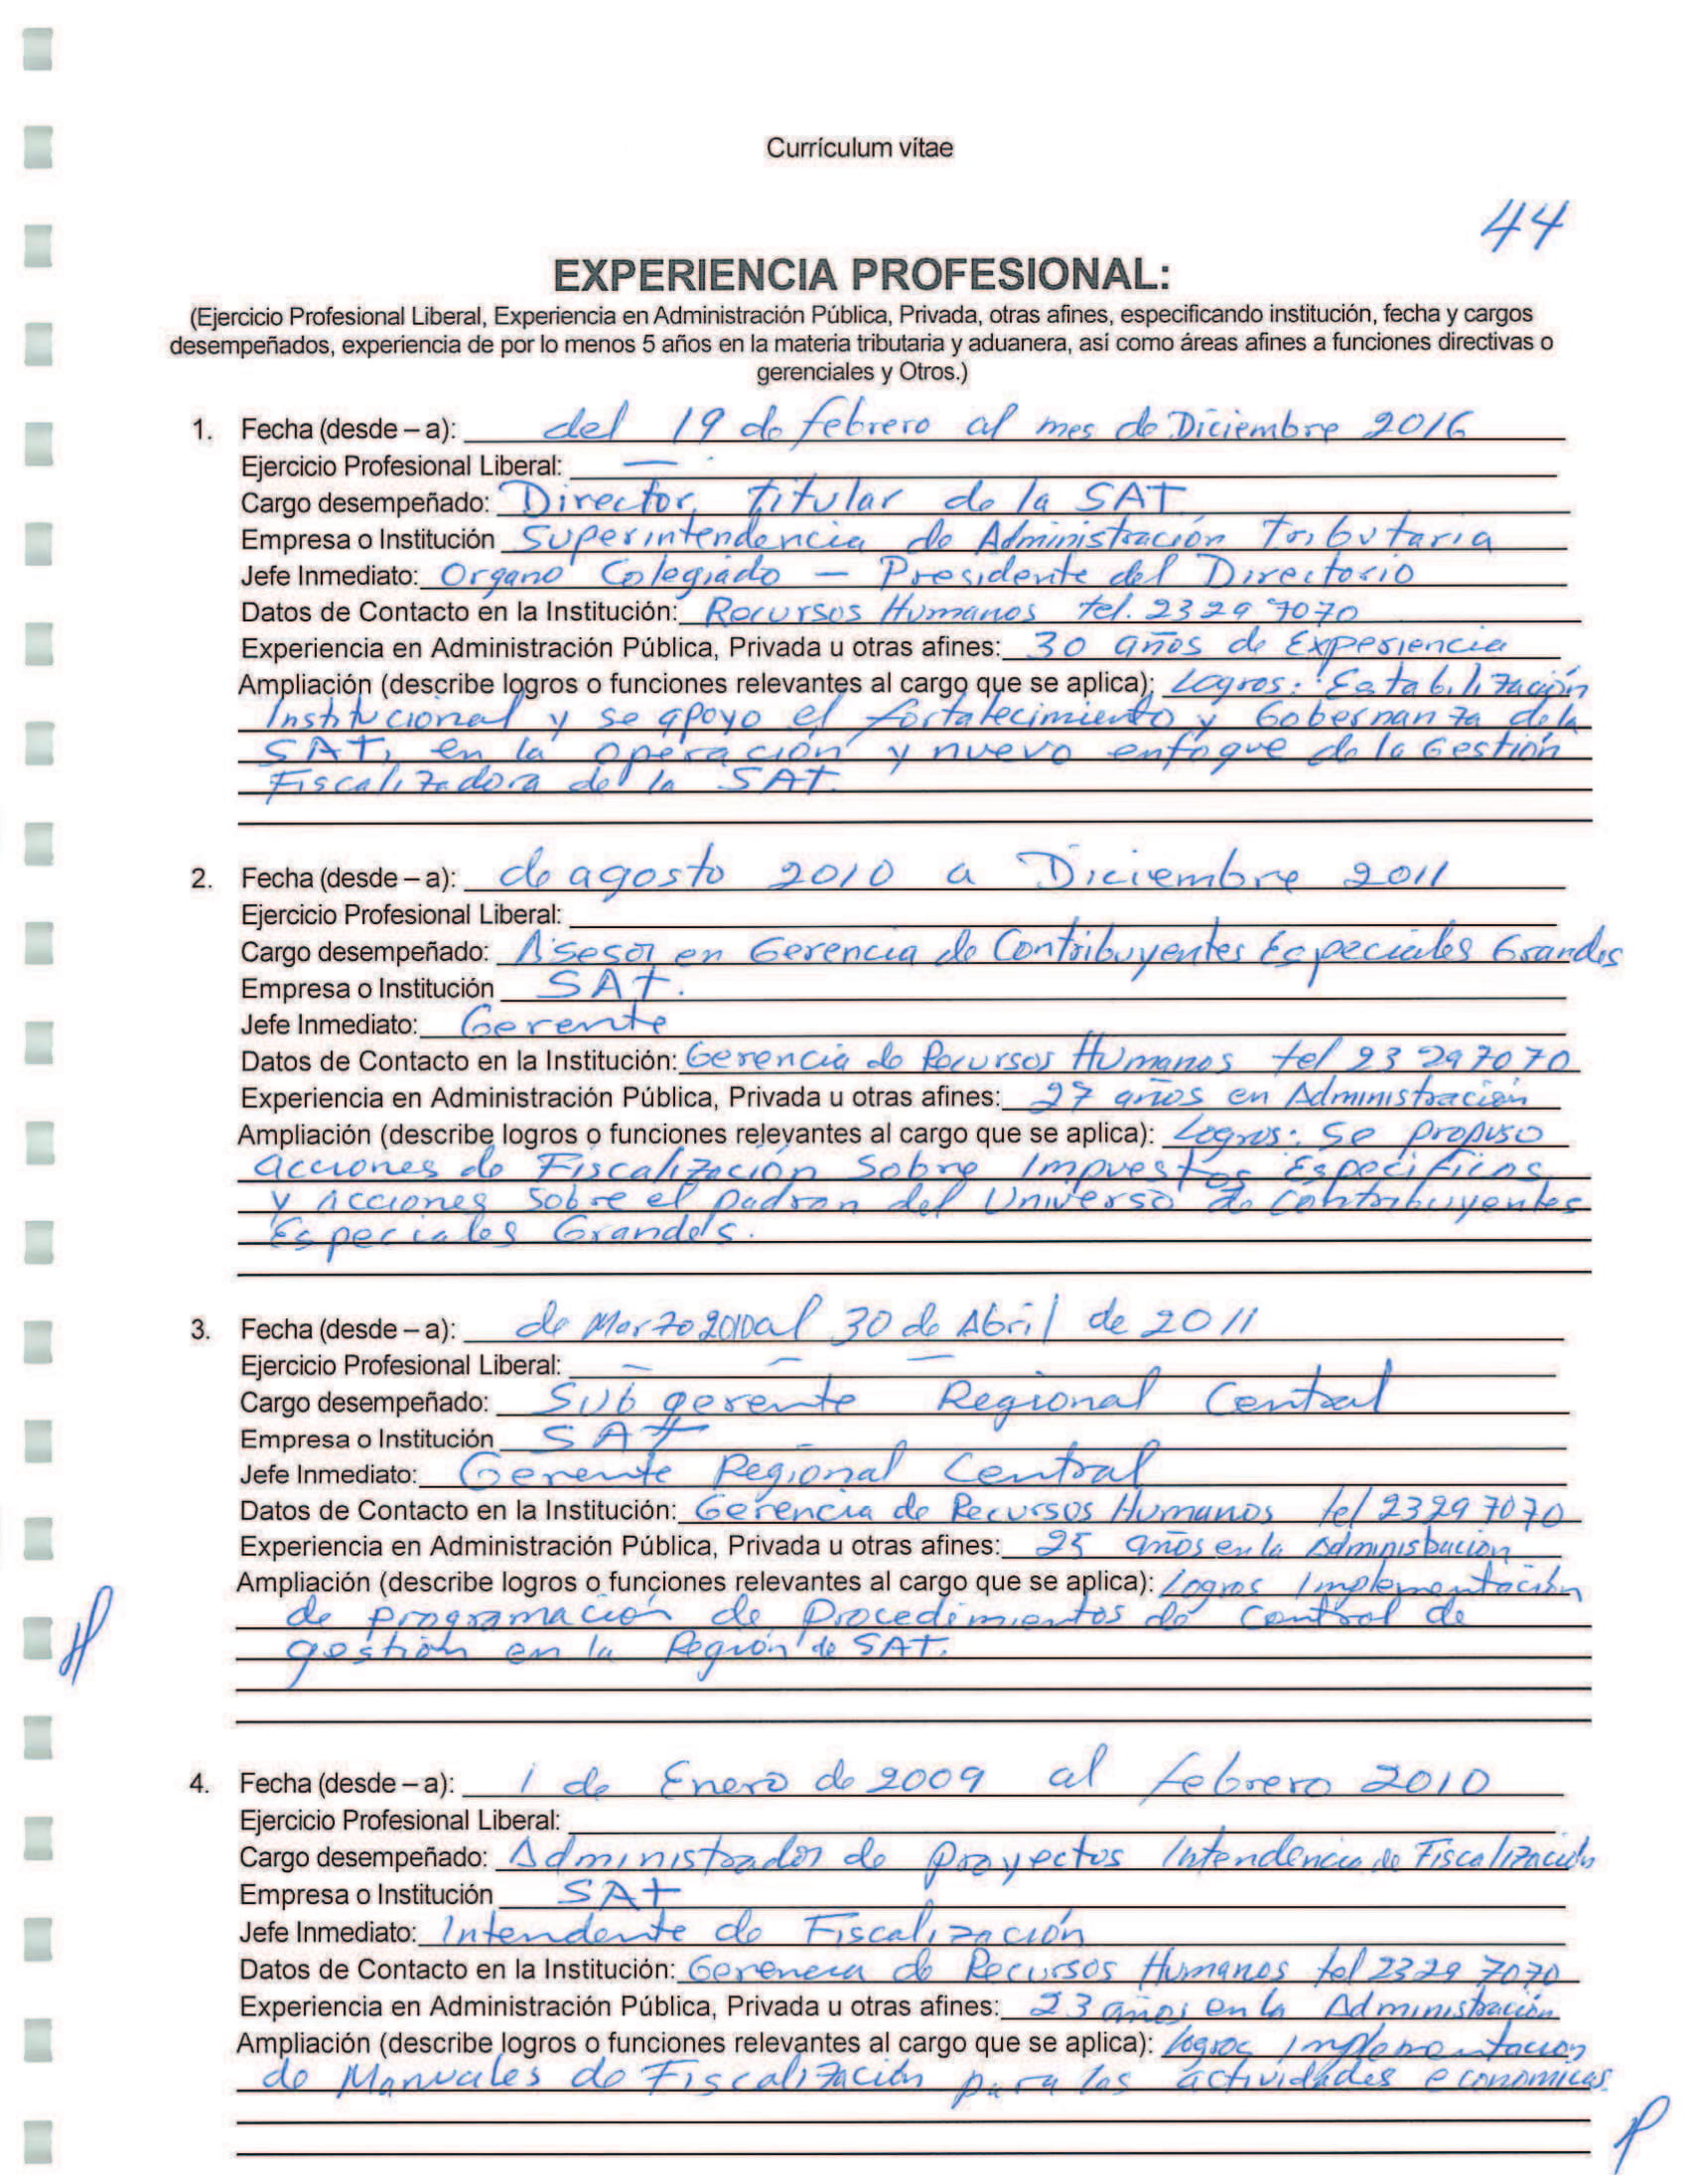 Currículum vitae
44
EXPERIENCIA PROFESIONAL:
(Ejercicio Profesional Liberal, Experiencia en Administración Pública, Privada, otras afines, especificando institución, fecha y cargos
desempeñados, experiencia de por lo menos 5 años en la materia tributaria y aduanera, así como áreas afines a funciones directivas o
gerenciales y Otros.)
1. Fecha (desde – a): del 19 de febrero al mes de Diciembre 2016
Ejercicio Profesional Liberal: — .
Cargo desempeñado: Director titular de la SAT
Empresa o Institución Superintendencia de Administración Tributaria
Jefe Inmediato: Organo Colegiado — Presidente del Directorio
Datos de Contacto en la Institución: Recursos Humanos tel. 2329 7070
Experiencia en Administración Pública, Privada u otras afines: 30 años de Experiencia
Ampliación (describe logros o funciones relevantes al cargo que se aplica): Logros: Estabilización
Institucional y se apoyo el fortalecimiento y Gobernanza de la
SAT, en la operación y nuevo enfoque de la Gestión
Fiscalizadora de la SAT.
2. Fecha (desde – a): de agosto 2010 a Diciembre 2011
Ejercicio Profesional Liberal:
Cargo desempeñado: Asesor en Gerencia de Contribuyentes Especiales Grandes
Empresa o Institución SAT.
Jefe Inmediato: Gerente
Datos de Contacto en la Institución: Gerencia de Recursos Humanos tel 23 297070
Experiencia en Administración Pública, Privada u otras afines: 27 años en Administración
Ampliación (describe logros o funciones relevantes al cargo que se aplica): Logros: Se propuso
acciones de Fiscalización Sobre Impuestos Especificos
y Acciones Sobre el padron del Universo de Contribuyentes
Especiales Grandes.
3. Fecha (desde – a): de Marzo 2010 al 30 de Abril de 2011
Ejercicio Profesional Liberal: — — —
Cargo desempeñado: Sub gerente Regional Central
Empresa o Institución SAT
Jefe Inmediato: Gerente Regional Central
Datos de Contacto en la Institución: Gerencia de Recursos Humanos tel 2329 7070
Experiencia en Administración Pública, Privada u otras afines: 25 años en la Administración
Ampliación (describe logros o funciones relevantes al cargo que se aplica): Logros Implementación
de programación de Procedimientos de Control de
gestión en la Región de SAT.
4. Fecha (desde – a): 1 de Enero de 2009 al febrero 2010
Ejercicio Profesional Liberal:
Cargo desempeñado: Administrador de Proyectos Intendencia de Fiscalización
Empresa o Institución SAT
Jefe Inmediato: Intendente de Fiscalización
Datos de Contacto en la Institución: Gerencia de Recursos Humanos tel 2329 7070
Experiencia en Administración Pública, Privada u otras afines: 23 años en la Administración
Ampliación (describe logros o funciones relevantes al cargo que se aplica): logros Implementacion
de Manuales de Fiscalización para las actividades economicas.